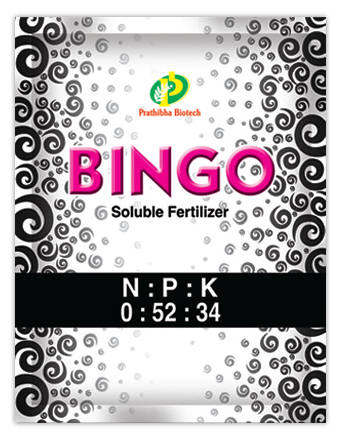 Prathibha Biotech
BINGO
Soluble Fertilizer
N : P : K
0 : 52 : 34